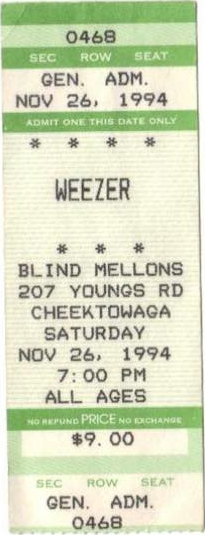 0468
SEC ROW SEAT
GEN. ADM.
NOV 26, 1994
ADMIT ONE THIS DATE ONLY
* * * *
WEEZER
* * *
BLIND MELLONS
207 YOUNGS RD
CHEEKTOWAGA
SATURDAY
NOV 26, 1994
7:00 PM
ALL AGES
NO REFUND PRICE NO EXCHANGE
$9.00
SEC ROW SEAT
GEN. ADM.
0468